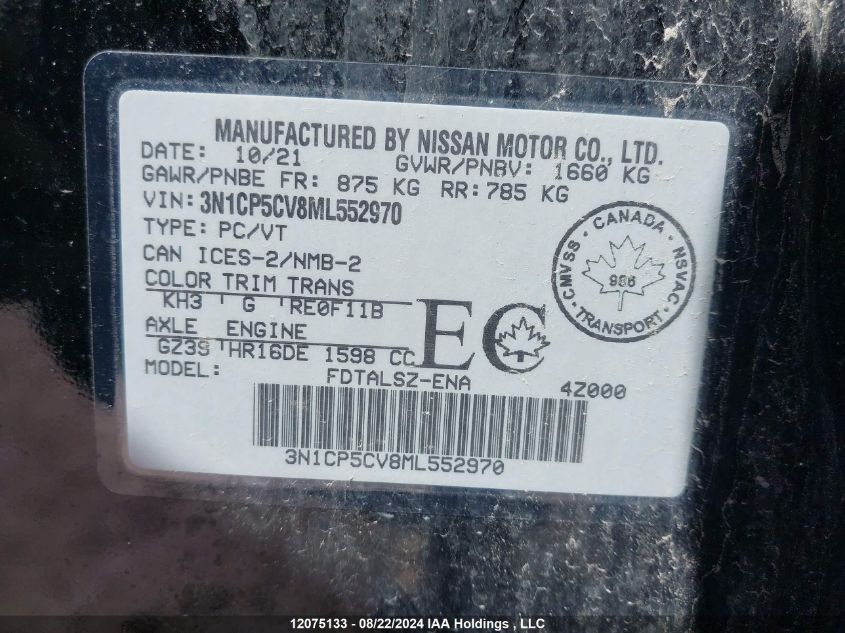 MANUFACTURED BY NISSAN MOTOR CO., LTD.
DATE: 10/21 GVWR/PNBV: 1660 KG
GAWR/PNBE FR: 875 KG RR: 785 KG
VIN: 3N1CP5CV8ML552970
TYPE: PC/VT
CAN ICES-2/NMB-2
COLOR TRIM TRANS
KH3 G RE0F11B
AXLE ENGINE
GZ39 HR16DE 1598 CC
MODEL: FDTALSZ-ENA 4Z000
EC
CANADA
CMVSS NSVAC
986
TRANSPORT
3N1CP5CV8ML552970
12075133 - 08/22/2024 IAA Holdings , LLC